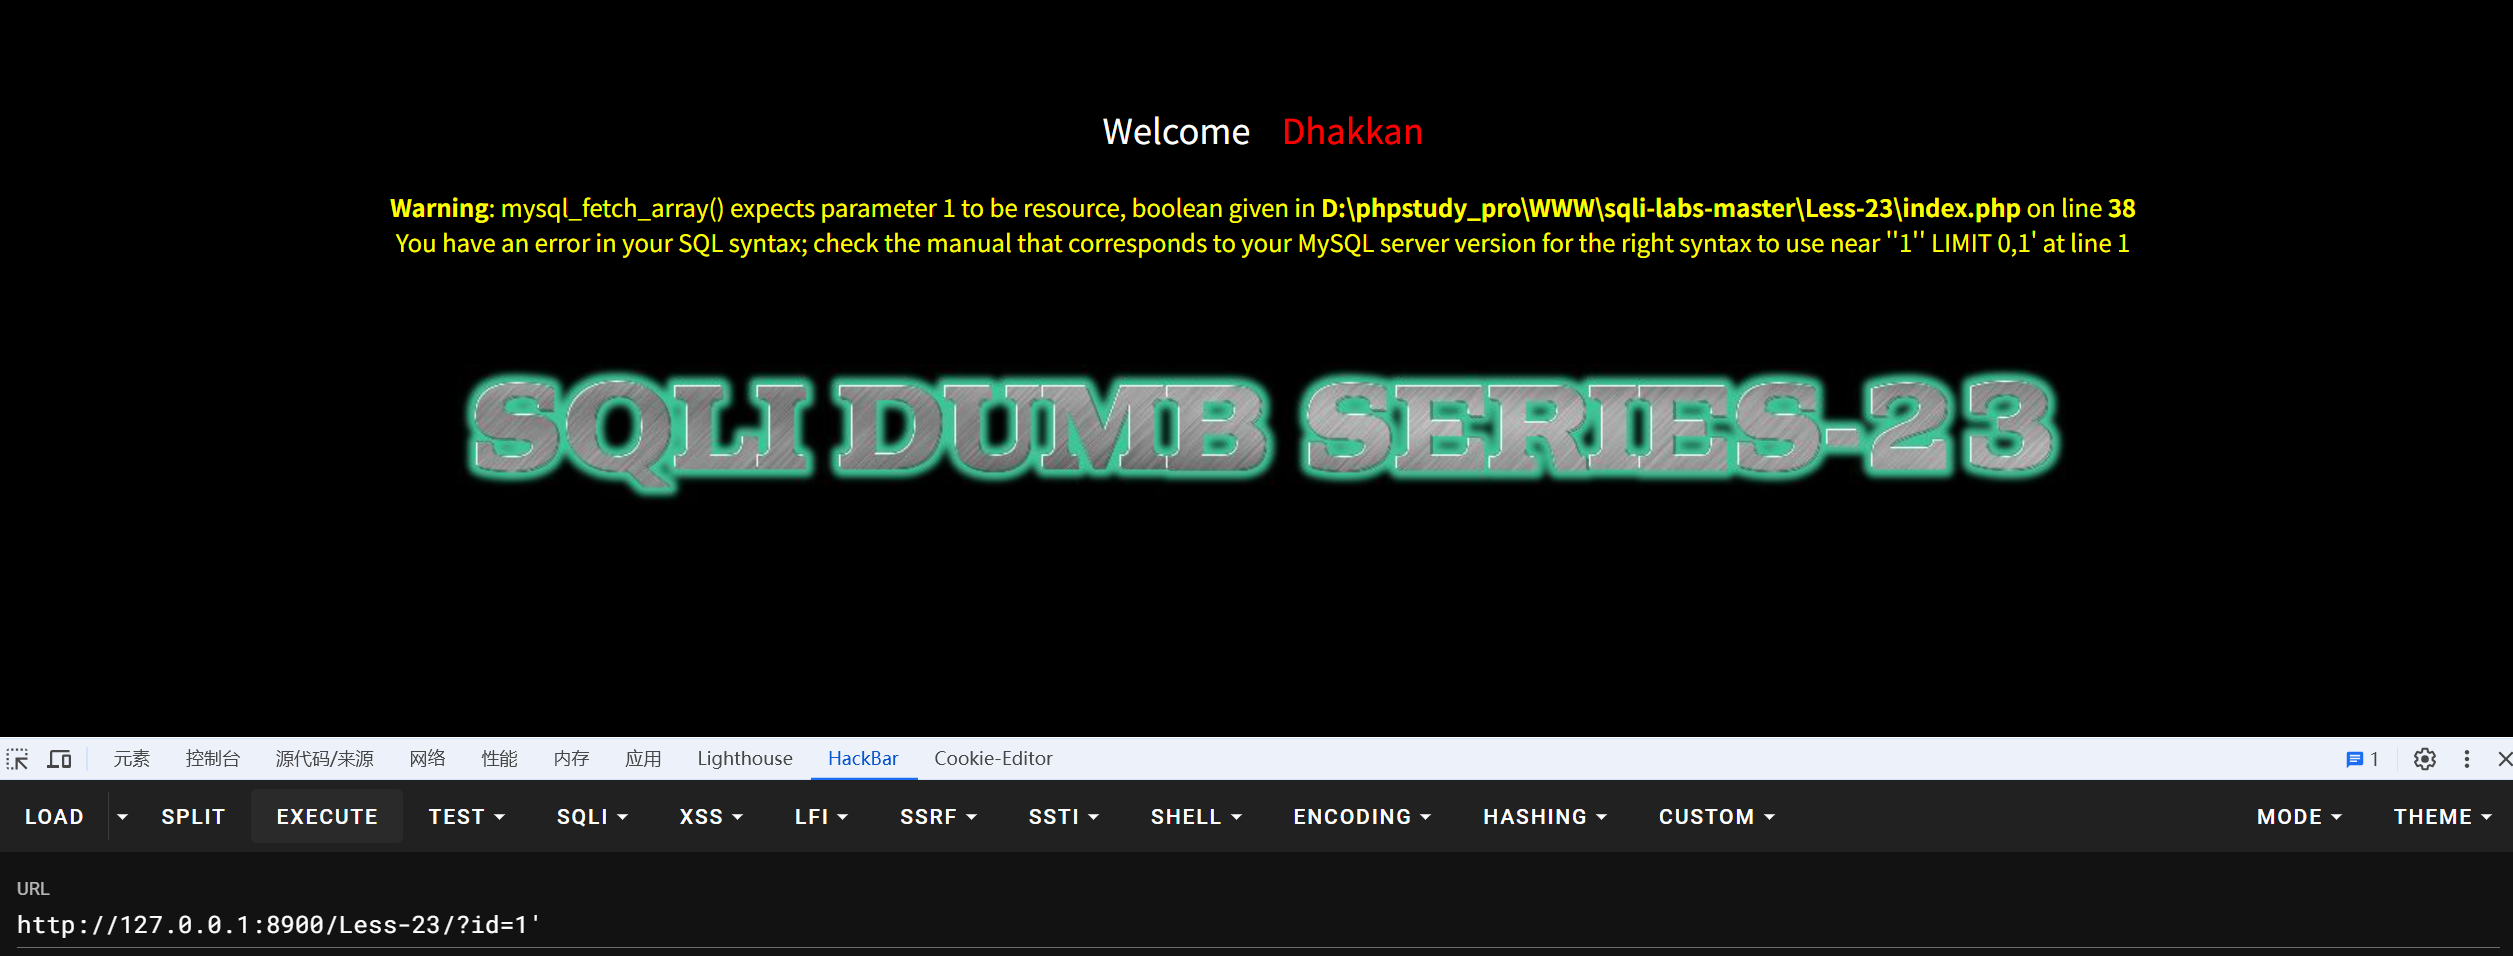 Welcome Dhakkan
Warning: mysql_fetch_array() expects parameter 1 to be resource, boolean given in D:\phpstudy_pro\WWW\sqli-labs-master\Less-23\index.php on line 38
You have an error in your SQL syntax; check the manual that corresponds to your MySQL server version for the right syntax to use near ''1'' LIMIT 0,1' at line 1
SQLI DUMB SERIES-23
元素 控制台 源代码/来源 网络 性能 内存 应用 Lighthouse HackBar Cookie-Editor 1
LOAD SPLIT EXECUTE TEST SQLI XSS LFI SSRF SSTI SHELL ENCODING HASHING CUSTOM MODE THEME
URL
http://127.0.0.1:8900/Less-23/?id=1'